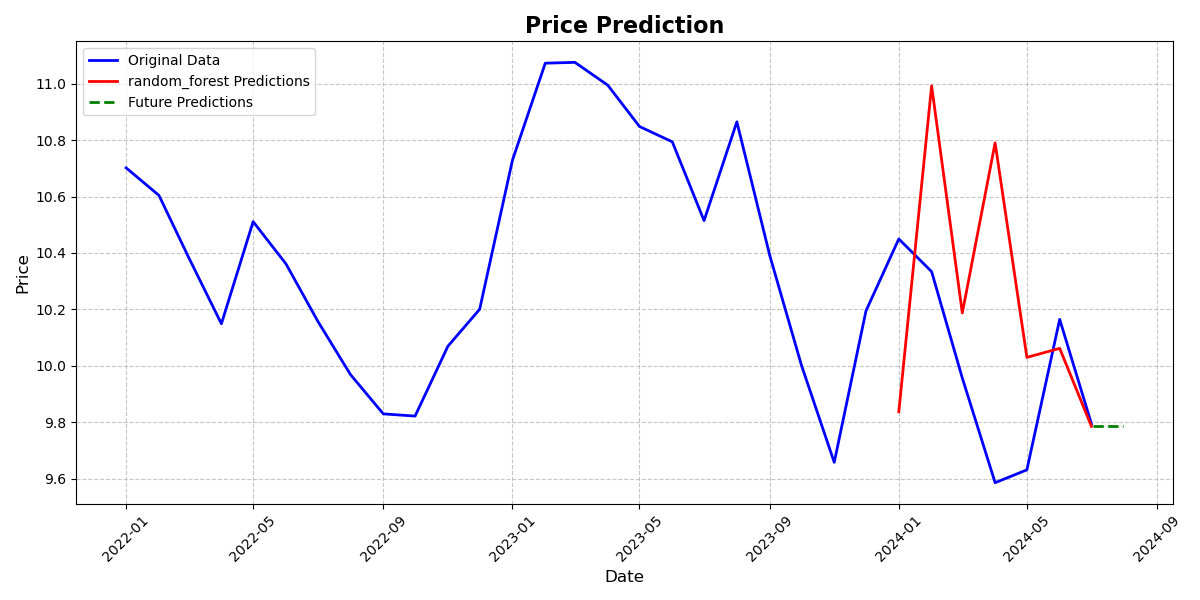 Price Prediction
Original Data
random_forest Predictions
Future Predictions
Price
11.0
10.8
10.6
10.4
10.2
10.0
9.8
9.6
2022-01
2022-05
2022-09
2023-01
2023-05
2023-09
2024-01
2024-05
2024-09
Date